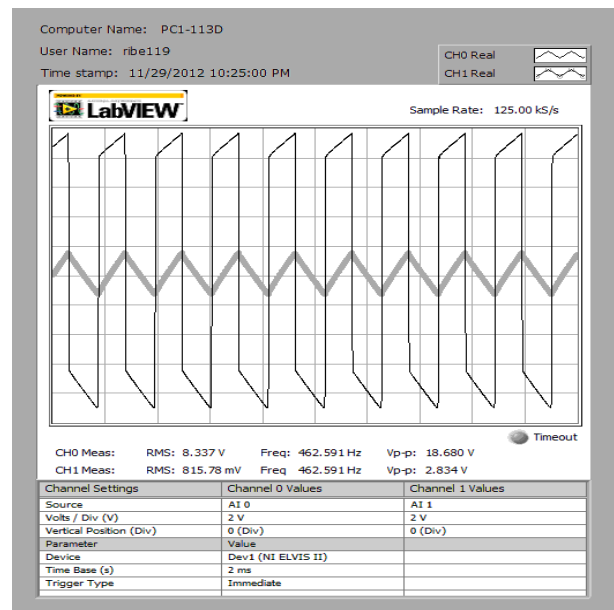 Computer Name: PC1-113D
User Name: ribe119
Time stamp: 11/29/2012 10:25:00 PM
CH0 Real
CH1 Real
LabVIEW
Sample Rate: 125.00 kS/s
Timeout
CH0 Meas: RMS: 8.337 V Freq: 462.591 Hz Vp-p: 18.680 V
CH1 Meas: RMS: 815.78 mV Freq 462.591 Hz Vp-p: 2.834 V
Channel Settings Channel 0 Values Channel 1 Values
Source AI 0 AI 1
Volts / Div (V) 2 V 2 V
Vertical Position (Div) 0 (Div) 0 (Div)
Parameter Value
Device Dev1 (NI ELVIS II)
Time Base (s) 2 ms
Trigger Type Immediate